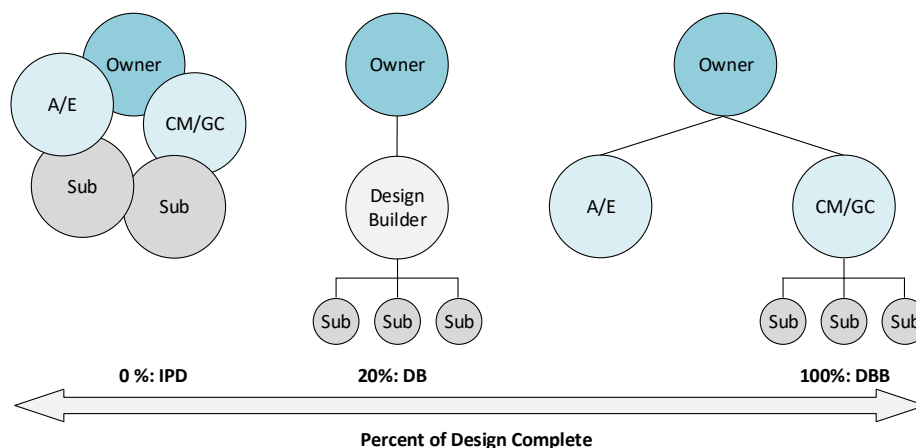 Owner
A/E
CM/GC
Sub
Sub
Owner
Design
Builder
Sub
Sub
Sub
Owner
A/E
CM/GC
Sub
Sub
Sub
0 %: IPD
20%: DB
100%: DBB
Percent of Design Complete